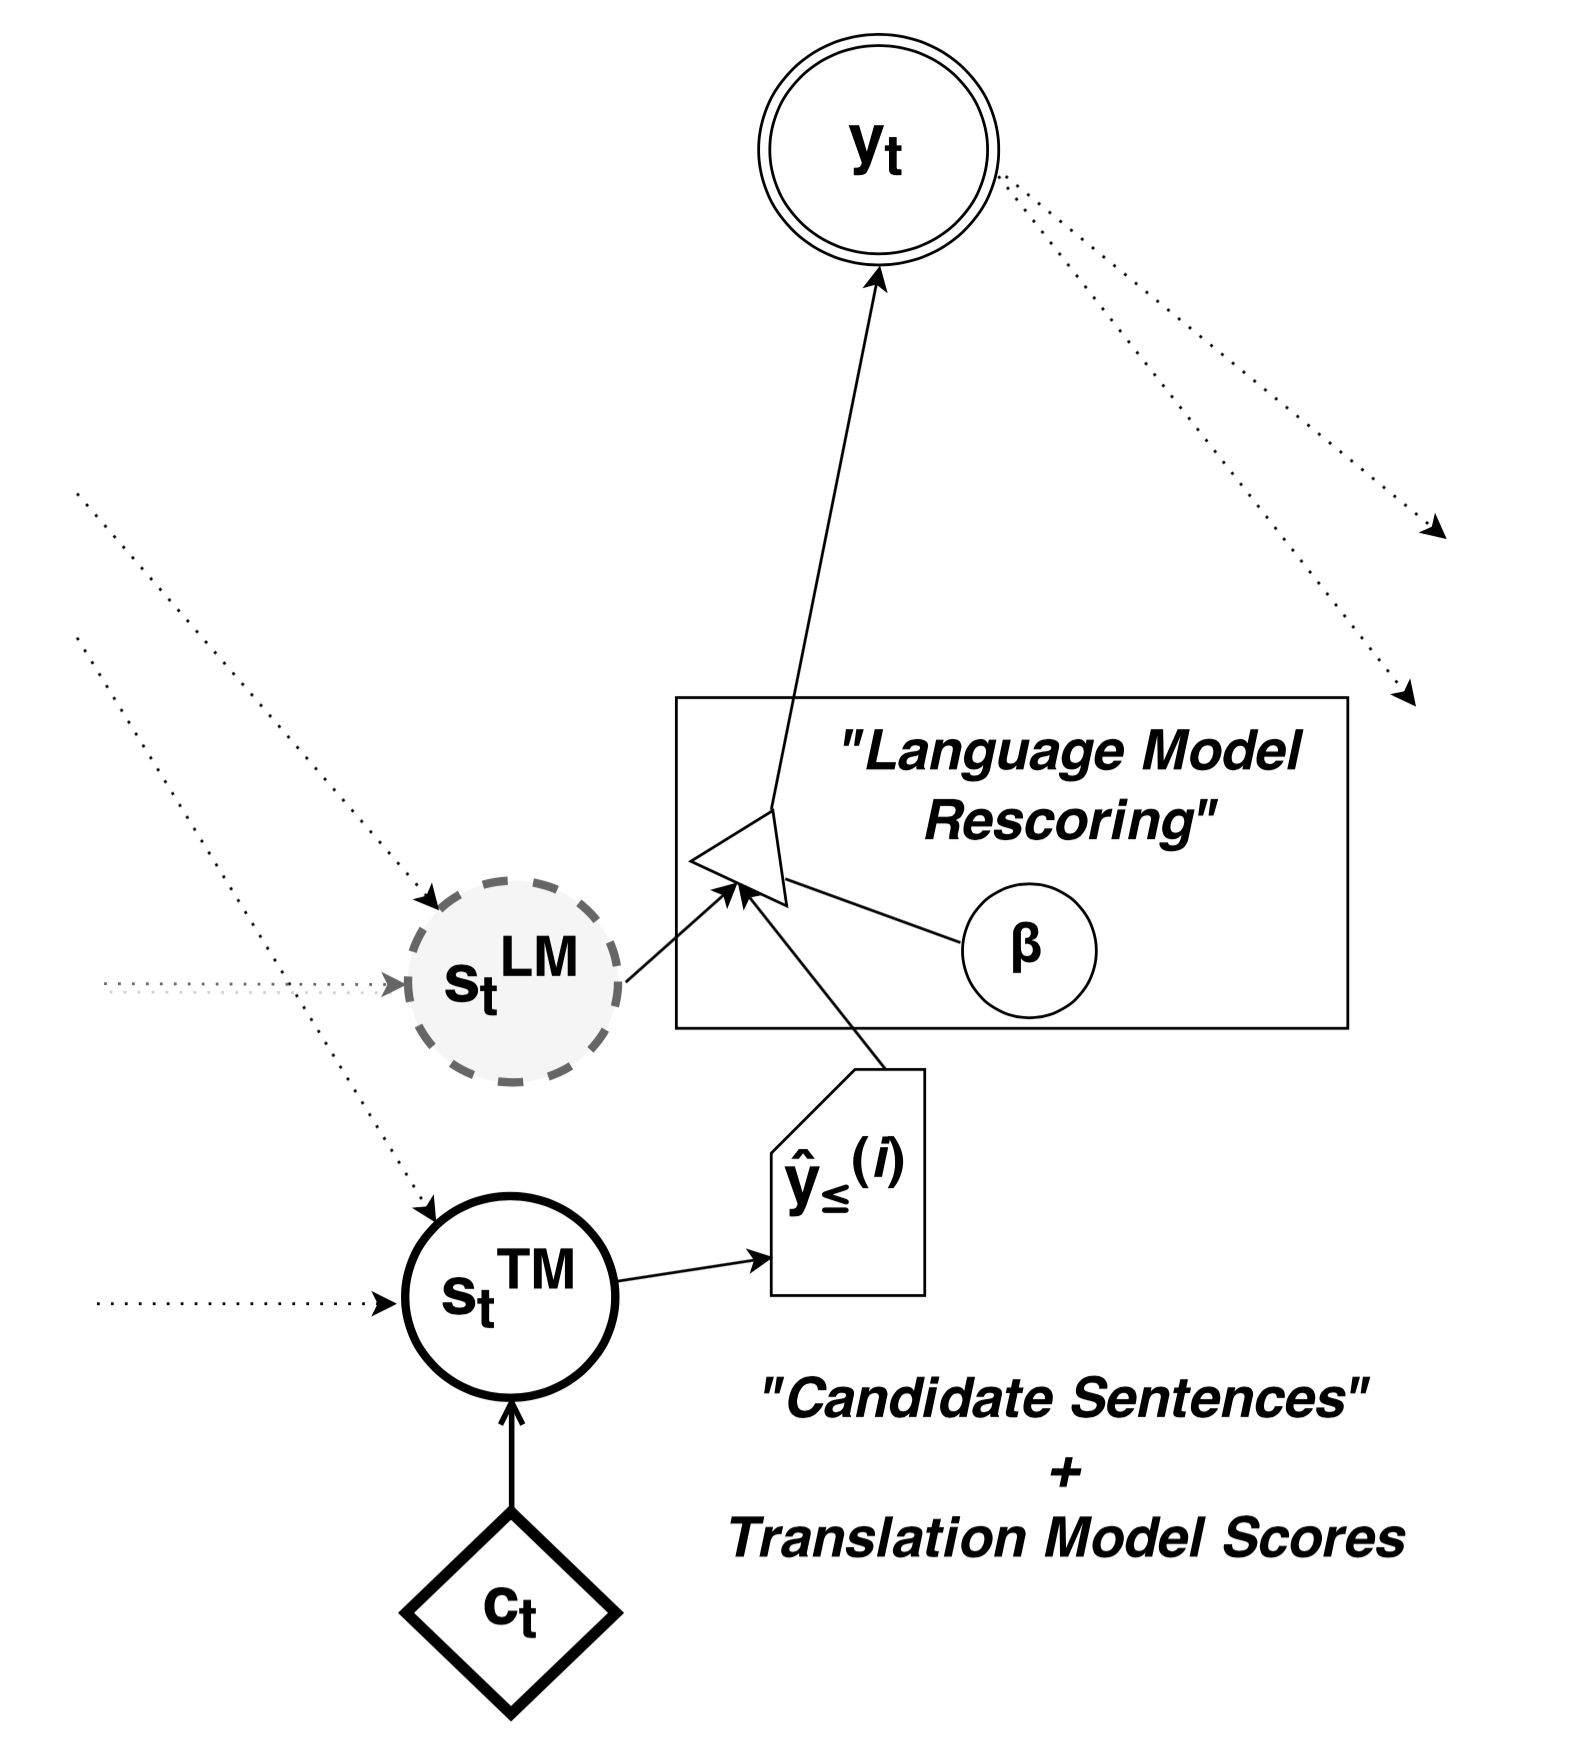 yt
"Language Model
Rescoring"
β
stLM
ŷ≤(i)
stTM
"Candidate Sentences"
+
Translation Model Scores
ct